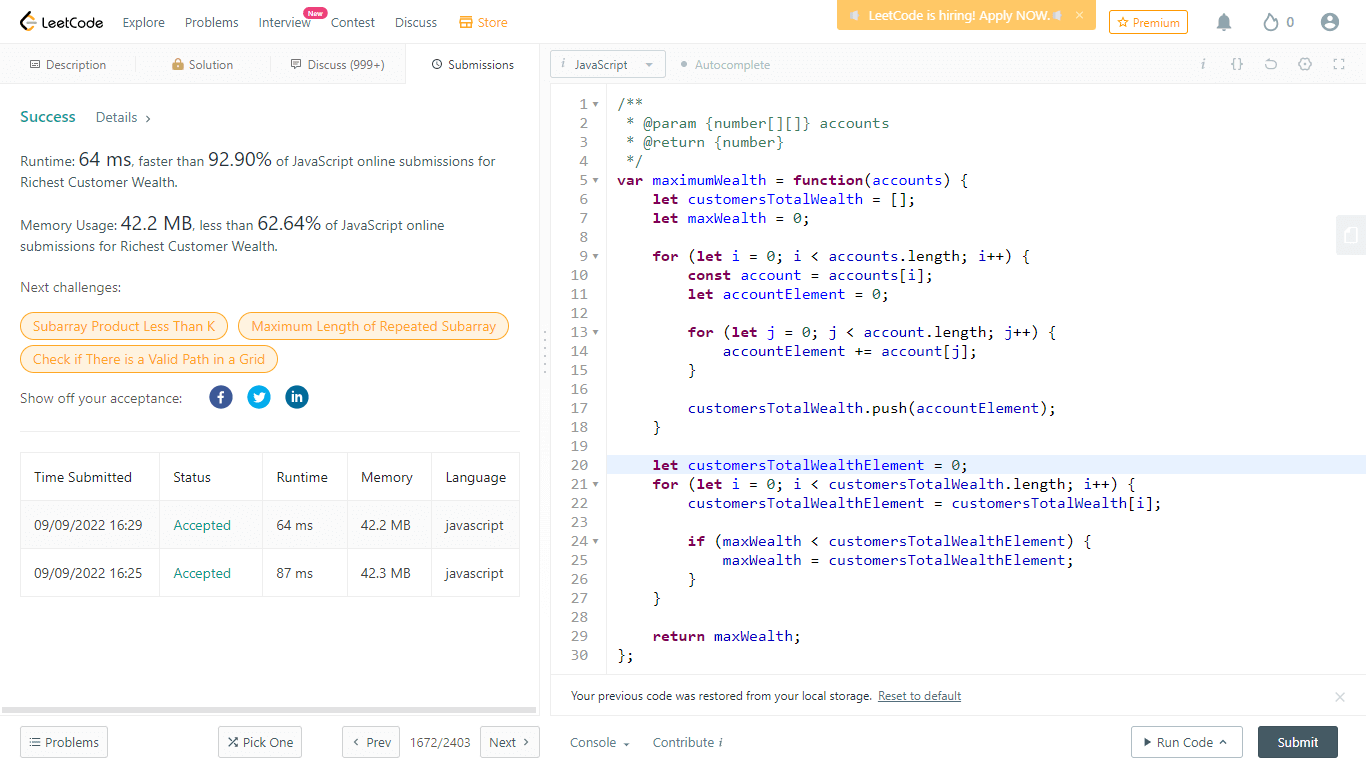 LeetCode Explore Problems Interview New Contest Discuss Store LeetCode is hiring! Apply NOW. × Premium 0
Description Solution Discuss (999+) Submissions
i JavaScript Autocomplete i {}
Success Details
Runtime: 64 ms, faster than 92.90% of JavaScript online submissions for
Richest Customer Wealth.
Memory Usage: 42.2 MB, less than 62.64% of JavaScript online
submissions for Richest Customer Wealth.
Next challenges:
Subarray Product Less Than K Maximum Length of Repeated Subarray
Check if There is a Valid Path in a Grid
Show off your acceptance:
Time Submitted Status Runtime Memory Language
09/09/2022 16:29 Accepted 64 ms 42.2 MB javascript
09/09/2022 16:25 Accepted 87 ms 42.3 MB javascript
1 /**
2 * @param {number[][]} accounts
3 * @return {number}
4 */
5 var maximumWealth = function(accounts) {
6 let customersTotalWealth = [];
7 let maxWealth = 0;
8
9 for (let i = 0; i < accounts.length; i++) {
10 const account = accounts[i];
11 let accountElement = 0;
12
13 for (let j = 0; j < account.length; j++) {
14 accountElement += account[j];
15 }
16
17 customersTotalWealth.push(accountElement);
18 }
19
20 let customersTotalWealthElement = 0;
21 for (let i = 0; i < customersTotalWealth.length; i++) {
22 customersTotalWealthElement = customersTotalWealth[i];
23
24 if (maxWealth < customersTotalWealthElement) {
25 maxWealth = customersTotalWealthElement;
26 }
27 }
28
29 return maxWealth;
30 };
Your previous code was restored from your local storage. Reset to default
Problems Pick One Prev 1672/2403 Next Console Contribute i Run Code Submit